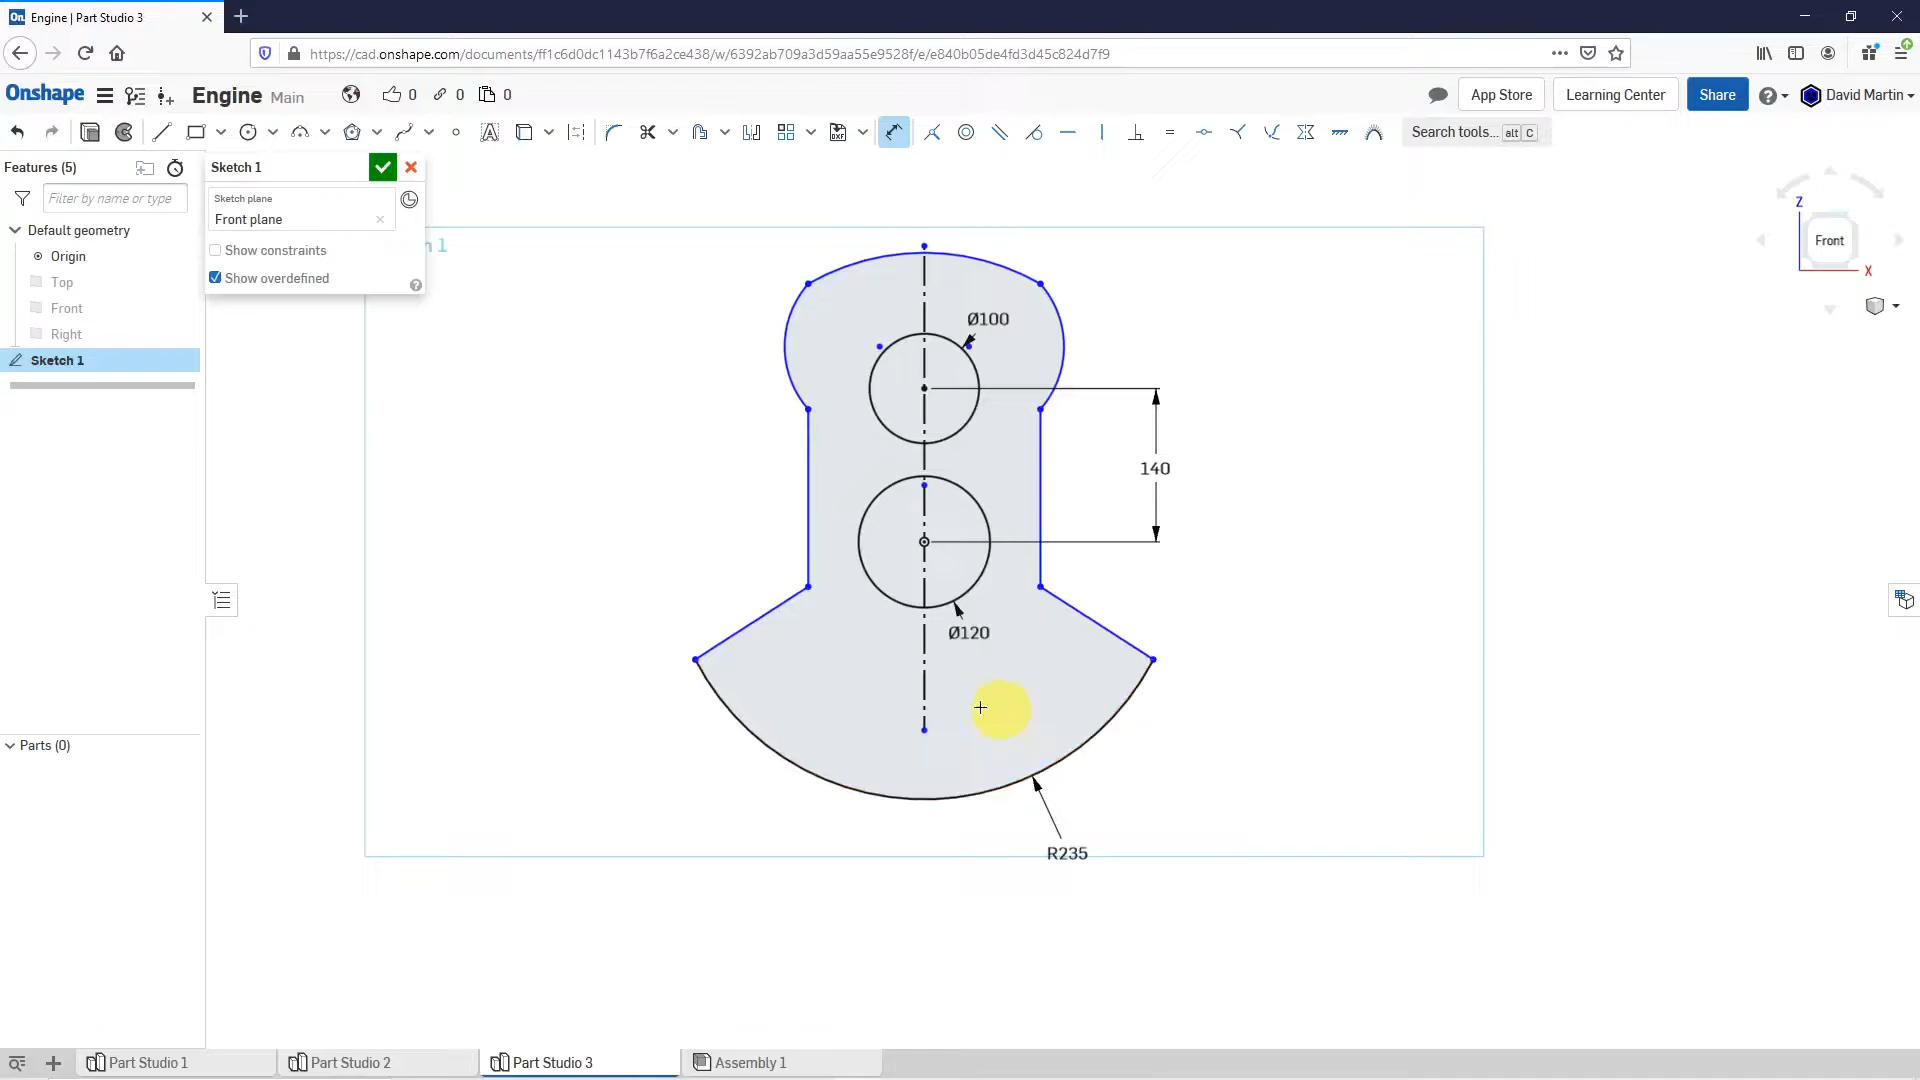 On Engine | Part Studio 3
https://cad.onshape.com/documents/ff1c6d0dc1143b7f6a2ce438/w/6392ab709a3d59aa55e9528f/e/e840b05de4fd3d45c824d7f9
Onshape Engine Main 0 0 0 App Store Learning Center Share David Martin
Search tools... alt C
Features (5)
Filter by name or type
Default geometry
Origin
Top
Front
Right
Sketch 1
Parts (0)
Sketch 1
Sketch plane
Front plane
Show constraints
Show overdefined
n 1
Ø100
140
Ø120
R235
Z
Front
X
Part Studio 1 Part Studio 2 Part Studio 3 Assembly 1